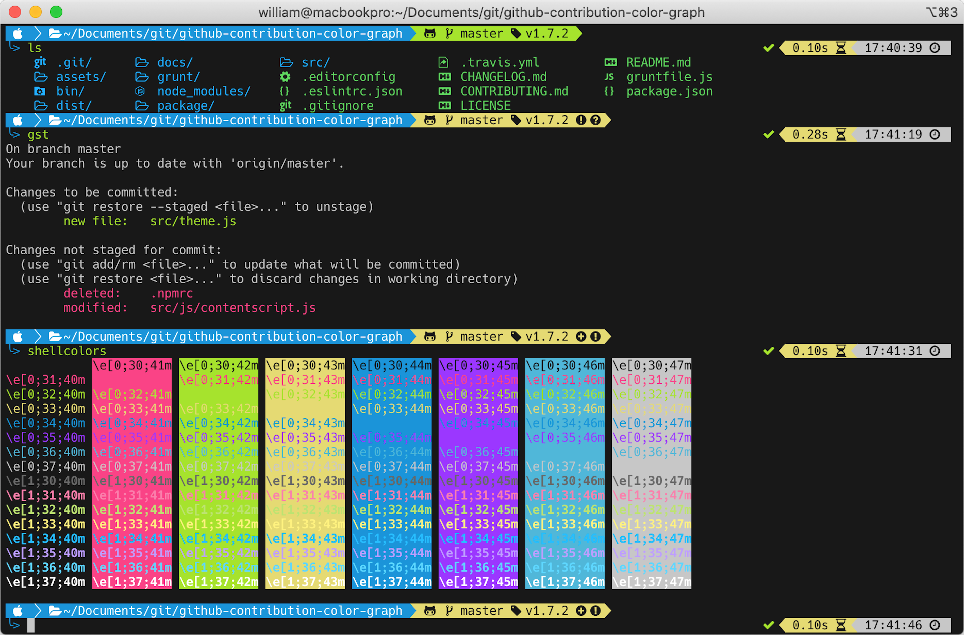 william@macbookpro:~/Documents/git/github-contribution-color-graph ⌥⌘3
~/Documents/git/github-contribution-color-graph master v1.7.2
ls ✔ 0.10s 17:40:39
.git/ docs/ src/ .travis.yml README.md
assets/ grunt/ .editorconfig CHANGELOG.md gruntfile.js
bin/ node_modules/ .eslintrc.json CONTRIBUTING.md package.json
dist/ package/ .gitignore LICENSE
~/Documents/git/github-contribution-color-graph master v1.7.2
gst ✔ 0.28s 17:41:19
On branch master
Your branch is up to date with 'origin/master'.
Changes to be committed:
(use "git restore --staged <file>..." to unstage)
new file: src/theme.js
Changes not staged for commit:
(use "git add/rm <file>..." to update what will be committed)
(use "git restore <file>..." to discard changes in working directory)
deleted: .npmrc
modified: src/js/contentscript.js
~/Documents/git/github-contribution-color-graph master v1.7.2
shellcolors ✔ 0.10s 17:41:31
\e[0;30;41m \e[0;30;42m \e[0;30;43m \e[0;30;44m \e[0;30;45m \e[0;30;46m \e[0;30;47m
\e[0;31;40m \e[0;31;42m \e[0;31;43m \e[0;31;44m \e[0;31;45m \e[0;31;46m \e[0;31;47m
\e[0;32;40m \e[0;32;41m \e[0;32;43m \e[0;32;44m \e[0;32;45m \e[0;32;46m \e[0;32;47m
\e[0;33;40m \e[0;33;41m \e[0;33;42m \e[0;33;44m \e[0;33;45m \e[0;33;46m \e[0;33;47m
\e[0;34;40m \e[0;34;41m \e[0;34;42m \e[0;34;43m \e[0;34;45m \e[0;34;46m \e[0;34;47m
\e[0;35;40m \e[0;35;41m \e[0;35;42m \e[0;35;43m \e[0;35;44m \e[0;35;46m \e[0;35;47m
\e[0;36;40m \e[0;36;41m \e[0;36;42m \e[0;36;43m \e[0;36;44m \e[0;36;45m \e[0;36;47m
\e[0;37;40m \e[0;37;41m \e[0;37;42m \e[0;37;43m \e[0;37;44m \e[0;37;45m \e[0;37;46m
\e[1;30;40m \e[1;30;41m \e[1;30;42m \e[1;30;43m \e[1;30;44m \e[1;30;45m \e[1;30;46m \e[1;30;47m
\e[1;31;40m \e[1;31;41m \e[1;31;42m \e[1;31;43m \e[1;31;44m \e[1;31;45m \e[1;31;46m \e[1;31;47m
\e[1;32;40m \e[1;32;41m \e[1;32;42m \e[1;32;43m \e[1;32;44m \e[1;32;45m \e[1;32;46m \e[1;32;47m
\e[1;33;40m \e[1;33;41m \e[1;33;42m \e[1;33;43m \e[1;33;44m \e[1;33;45m \e[1;33;46m \e[1;33;47m
\e[1;34;40m \e[1;34;41m \e[1;34;42m \e[1;34;43m \e[1;34;44m \e[1;34;45m \e[1;34;46m \e[1;34;47m
\e[1;35;40m \e[1;35;41m \e[1;35;42m \e[1;35;43m \e[1;35;44m \e[1;35;45m \e[1;35;46m \e[1;35;47m
\e[1;36;40m \e[1;36;41m \e[1;36;42m \e[1;36;43m \e[1;36;44m \e[1;36;45m \e[1;36;46m \e[1;36;47m
\e[1;37;40m \e[1;37;41m \e[1;37;42m \e[1;37;43m \e[1;37;44m \e[1;37;45m \e[1;37;46m \e[1;37;47m
~/Documents/git/github-contribution-color-graph master v1.7.2
✔ 0.10s 17:41:46